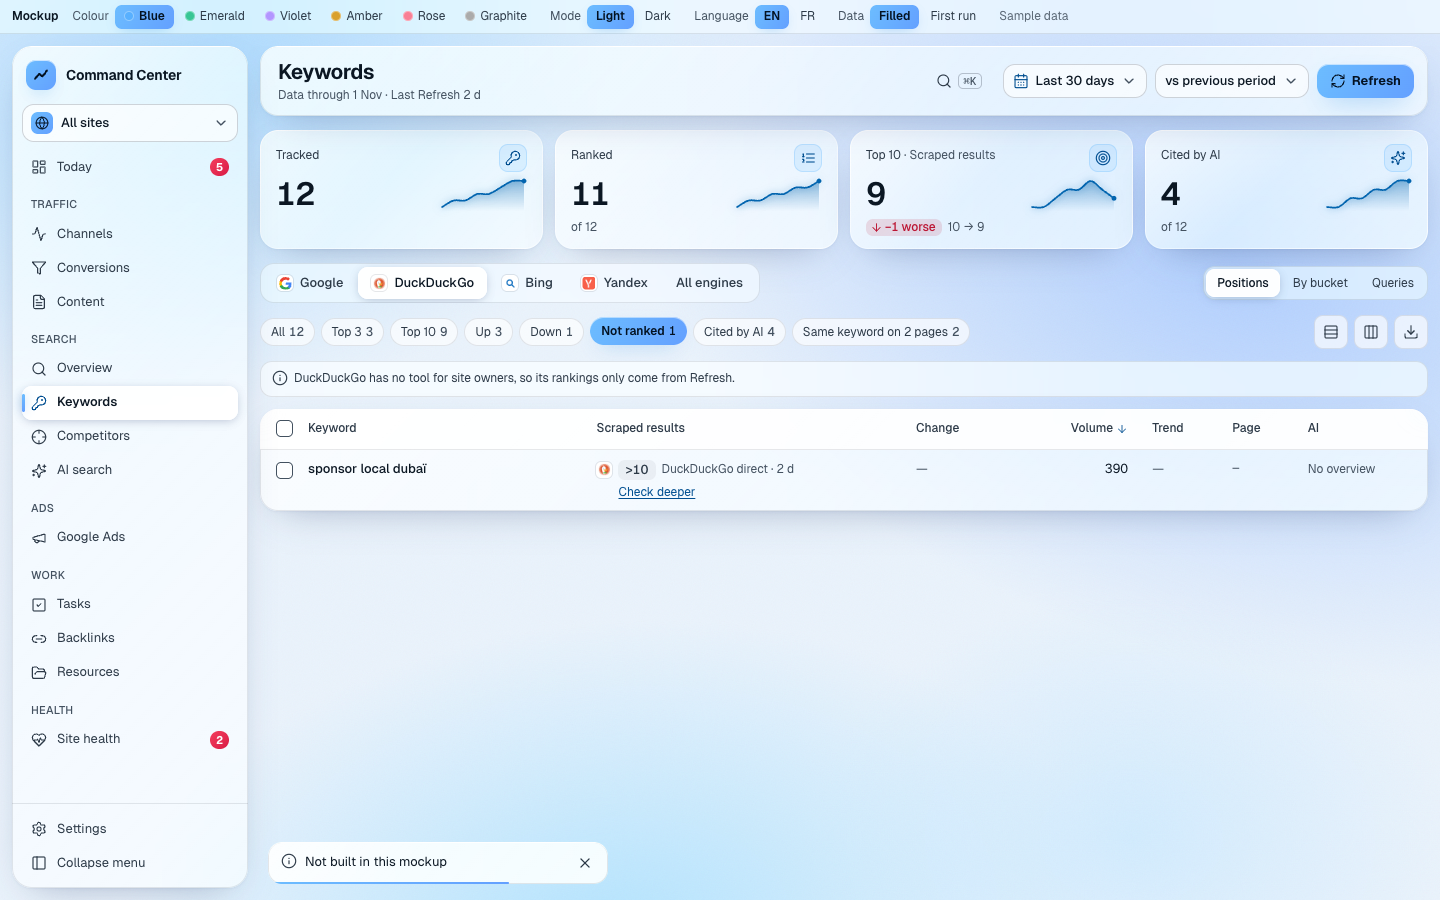 Mockup Colour Blue Emerald Violet Amber Rose Graphite Mode Light Dark Language EN FR Data Filled First run Sample data
Command Center
All sites
Today 5
TRAFFIC
Channels
Conversions
Content
SEARCH
Overview
Keywords
Competitors
AI search
ADS
Google Ads
WORK
Tasks
Backlinks
Resources
HEALTH
Site health 2
Settings
Collapse menu
Keywords
Data through 1 Nov · Last Refresh 2 d
⌘K Last 30 days vs previous period Refresh
Tracked
12
Ranked
11
of 12
Top 10 · Scraped results
9
↓ −1 worse 10 → 9
Cited by AI
4
of 12
Google DuckDuckGo Bing Yandex All engines
Positions By bucket Queries
All 12 Top 3 3 Top 10 9 Up 3 Down 1 Not ranked 1 Cited by AI 4 Same keyword on 2 pages 2
DuckDuckGo has no tool for site owners, so its rankings only come from Refresh.
Keyword Scraped results Change Volume ↓ Trend Page AI
sponsor local dubaï >10 DuckDuckGo direct · 2 d — 390 — – No overview
Check deeper
Not built in this mockup